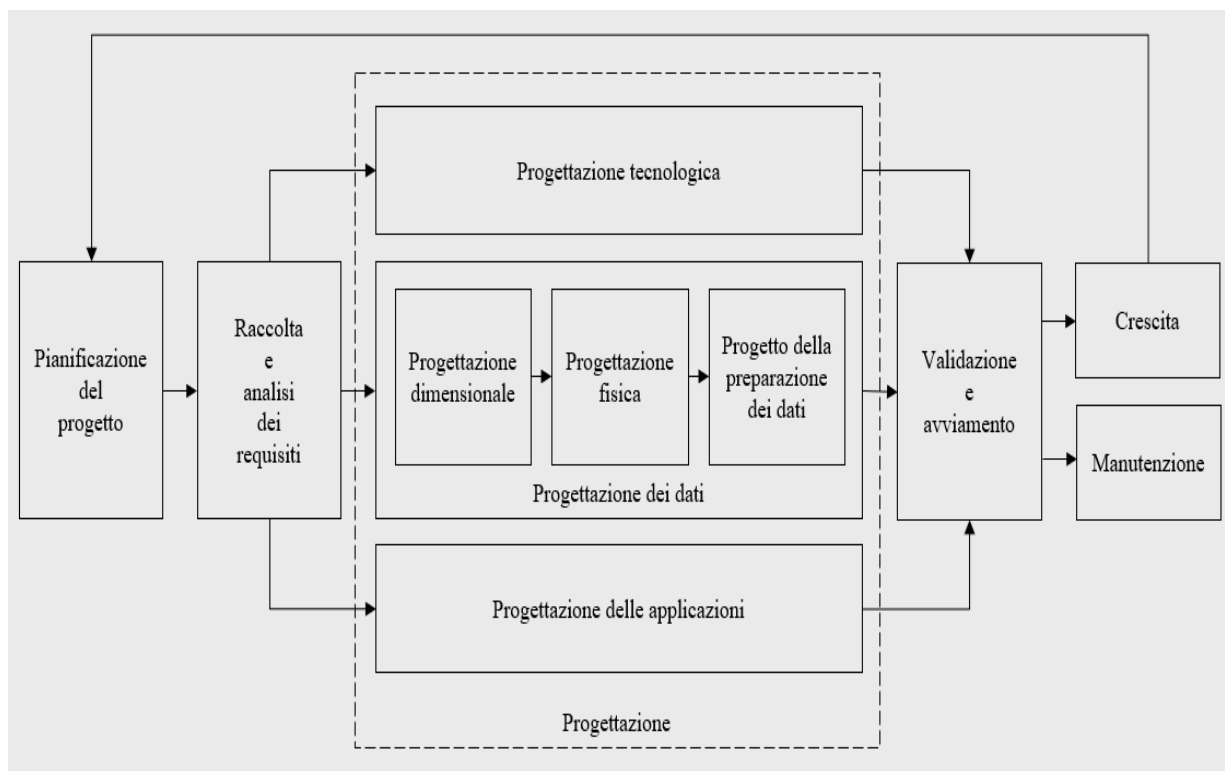 Pianificazione
del
progetto
Raccolta
e
analisi
dei
requisiti
Progettazione tecnologica
Progettazione
dimensionale
Progettazione
fisica
Progetto della
preparazione
dei dati
Progettazione dei dati
Progettazione delle applicazioni
Progettazione
Validazione
e
avviamento
Crescita
Manutenzione